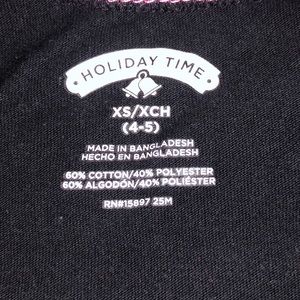 HOLIDAY TIME
XS/XCH
(4-5)
MADE IN BANGLADESH
HECHO EN BANGLADESH
60% COTTON/40% POLYESTER
60% ALGODÓN/40% POLIÉSTER
RN#15897 25M